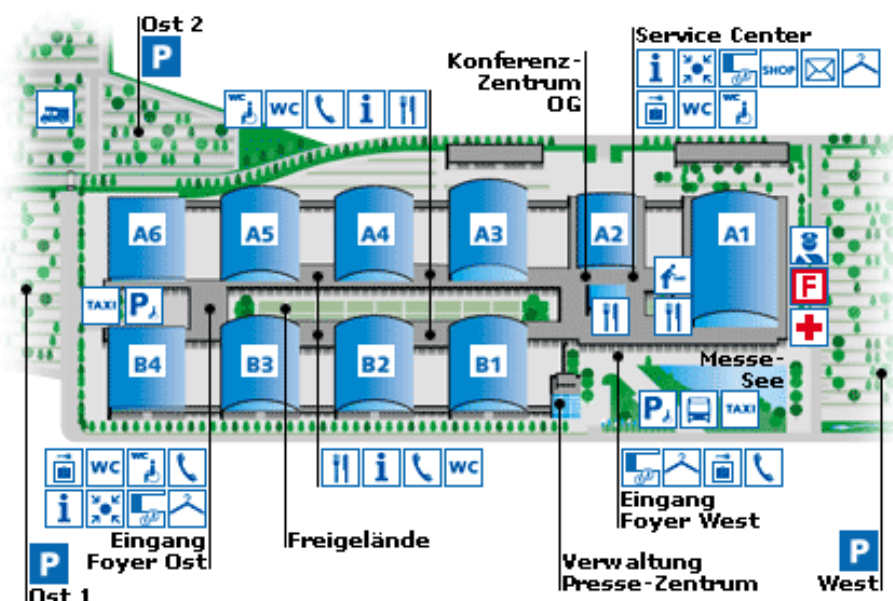 Ost 2
P
Service Center
Konferenz-
Zentrum
OG
i
SHOP
WC
WC
WC
WC
i
A6
A5
A4
A3
A2
A1
F
TAXI
P
B4
B3
B2
B1
Messe-
See
P
TAXI
WC
WC
i
i
WC
Eingang
Foyer Ost
Freigelände
Eingang
Foyer West
Verwaltung
Presse-Zentrum
P
Ost 1
P
West